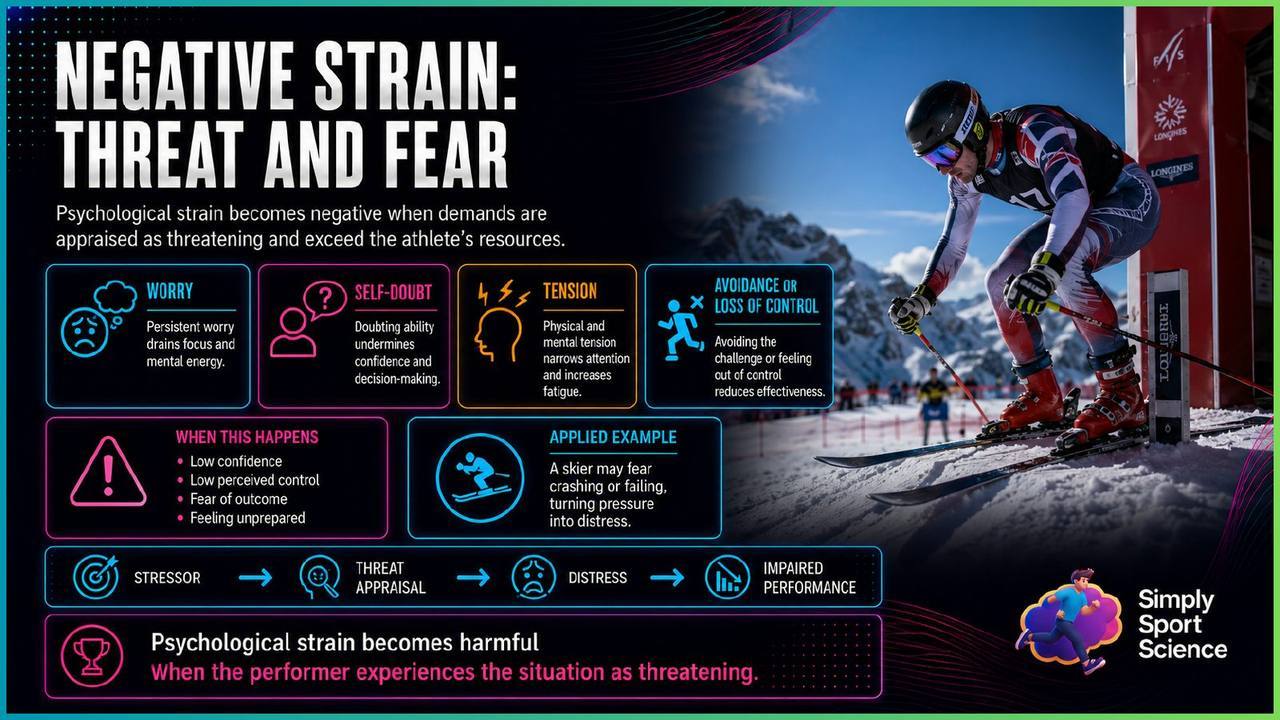 NEGATIVE STRAIN:
THREAT AND FEAR
Psychological strain becomes negative when demands are
appraised as threatening and exceed the athlete's resources.
WORRY
Persistent worry
drains focus and
mental energy.
SELF-DOUBT
Doubting ability
undermines
confidence and
decision-making.
TENSION
Physical and
mental tension
narrows attention
and increases
fatigue.
AVOIDANCE OR
LOSS OF CONTROL
Avoiding the
challenge or feeling
out of control
reduces effectiveness.
WHEN THIS HAPPENS
• Low confidence
• Low perceived control
• Fear of outcome
• Feeling unprepared
APPLIED EXAMPLE
A skier may fear
crashing or failing,
turning pressure
into distress.
STRESSOR
THREAT
APPRAISAL
DISTRESS
IMPAIRED
PERFORMANCE
Psychological strain becomes harmful
When the performer experiences the situation as threatening.
FIS
LONGINES
LONGINES
17
Simply
Sport
Science